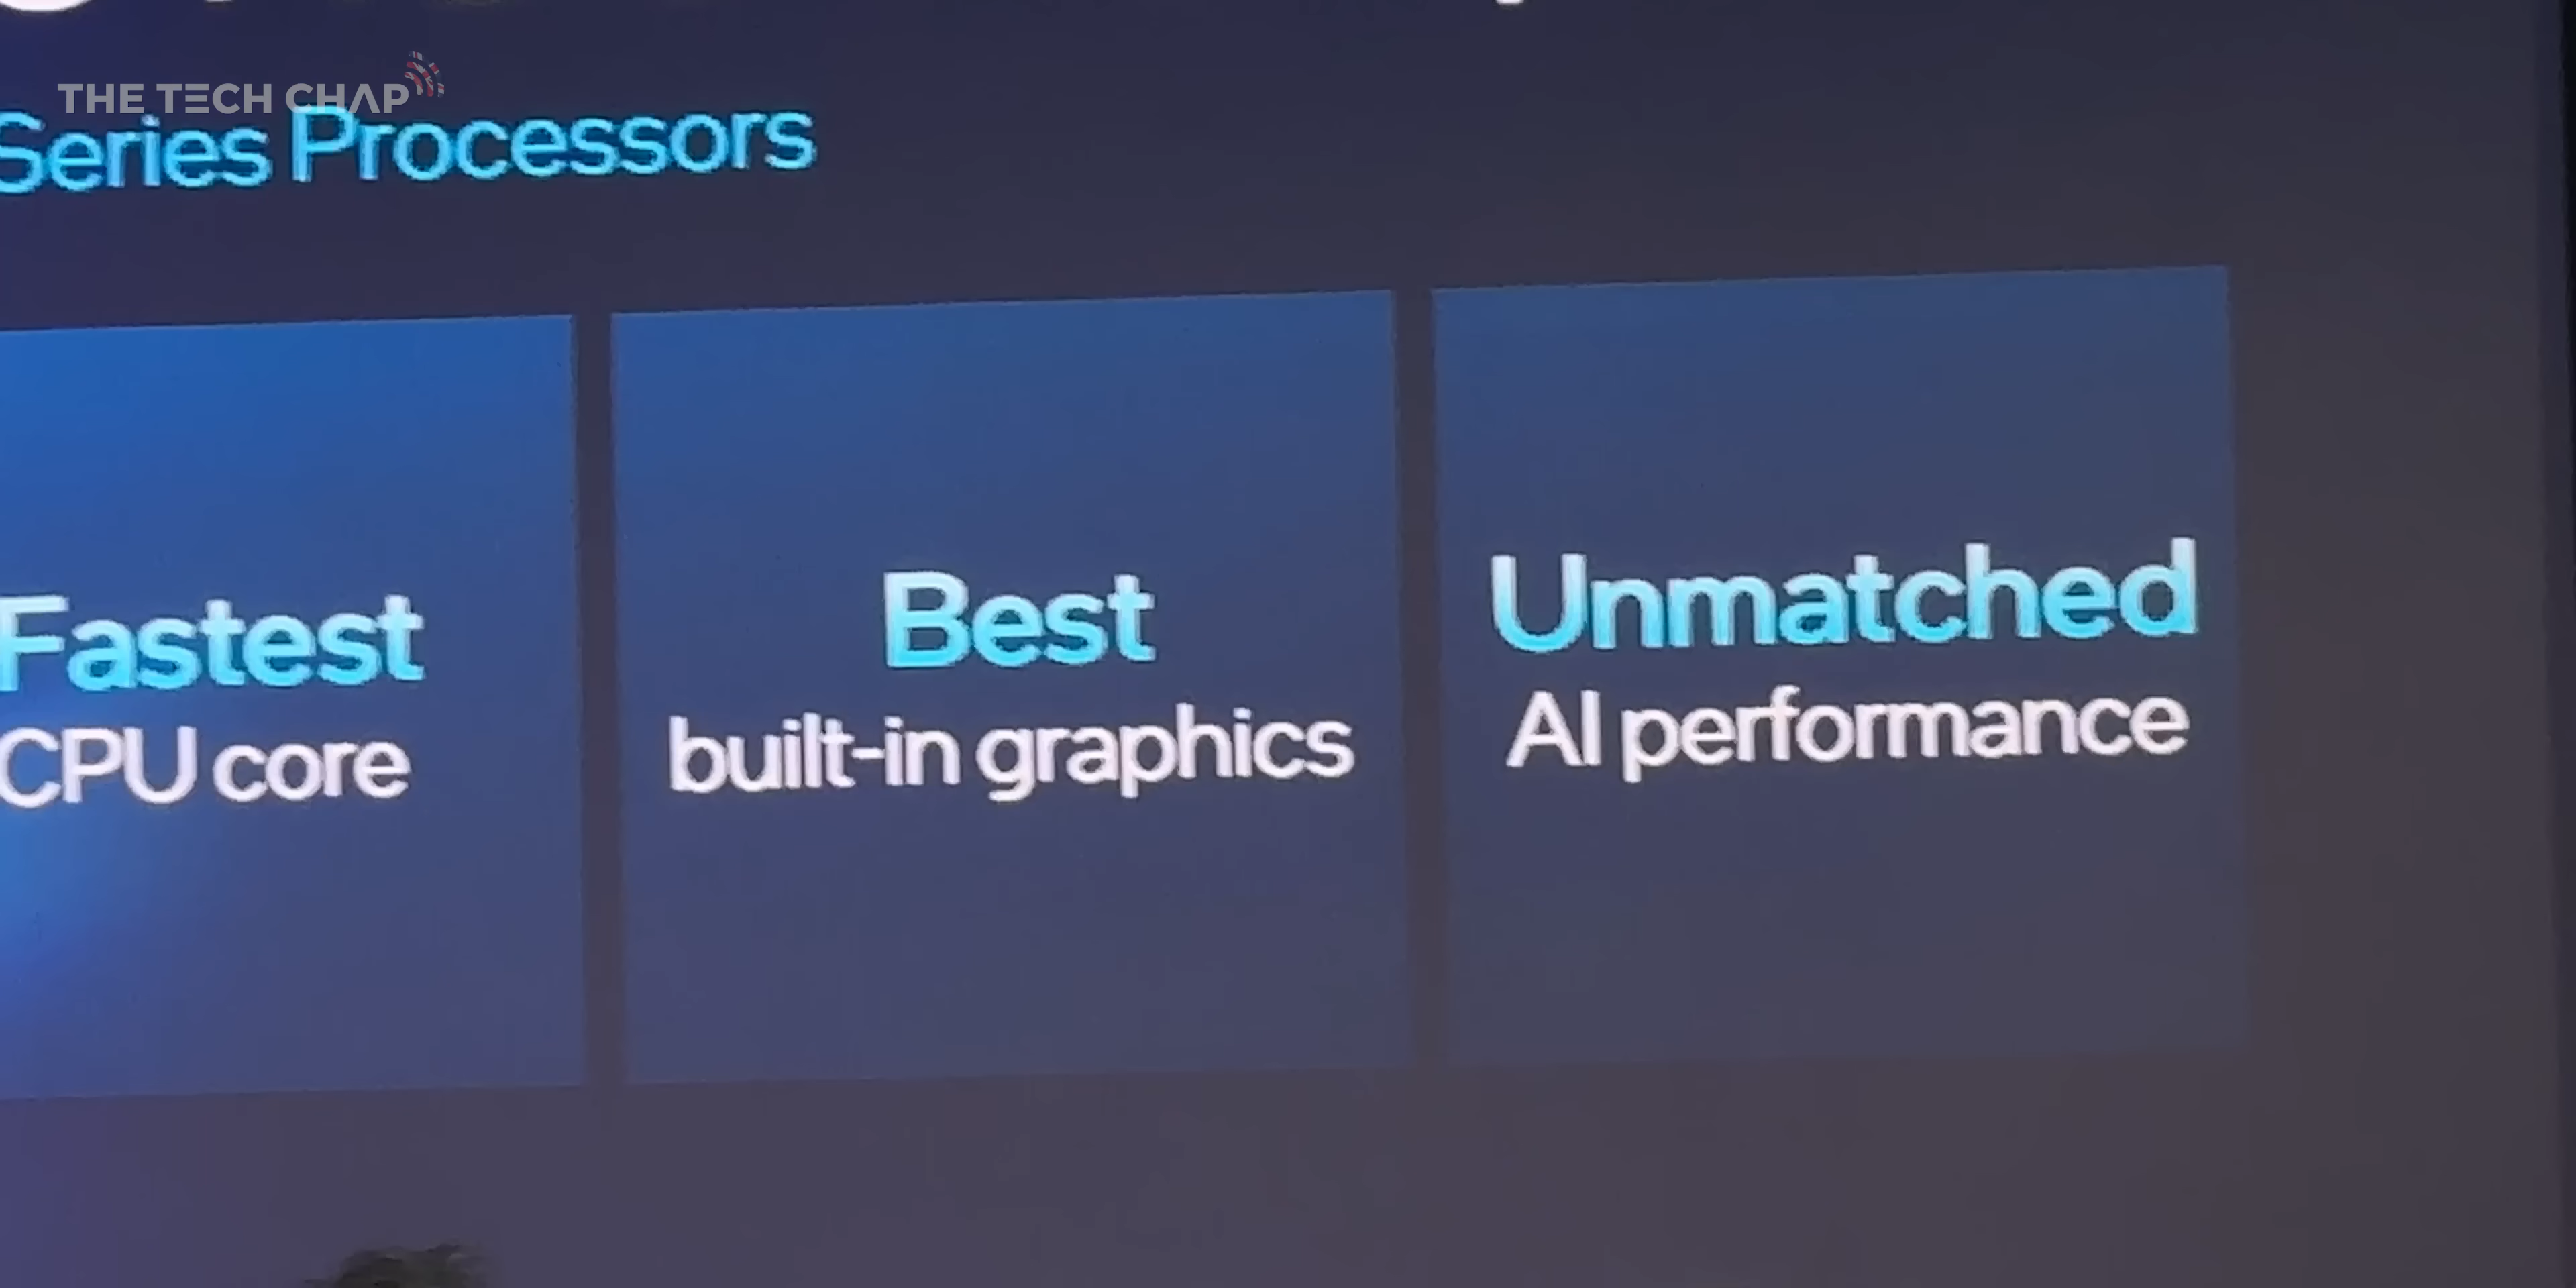 THE TECH CHAP
Series Processors
Fastest
CPU core
Best
built-in graphics
Unmatched
AI performance